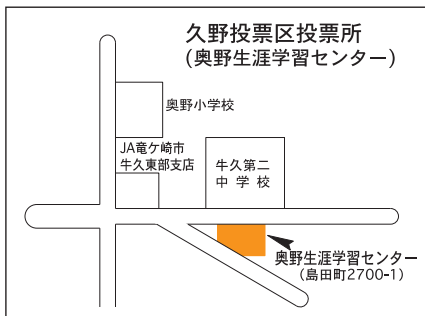 久野投票区投票所
(奥野生涯学習センター)
奥野小学校
JA竜ケ崎市
牛久東部支店
牛久第二
中学校
奥野生涯学習センター
(島田町2700-1)